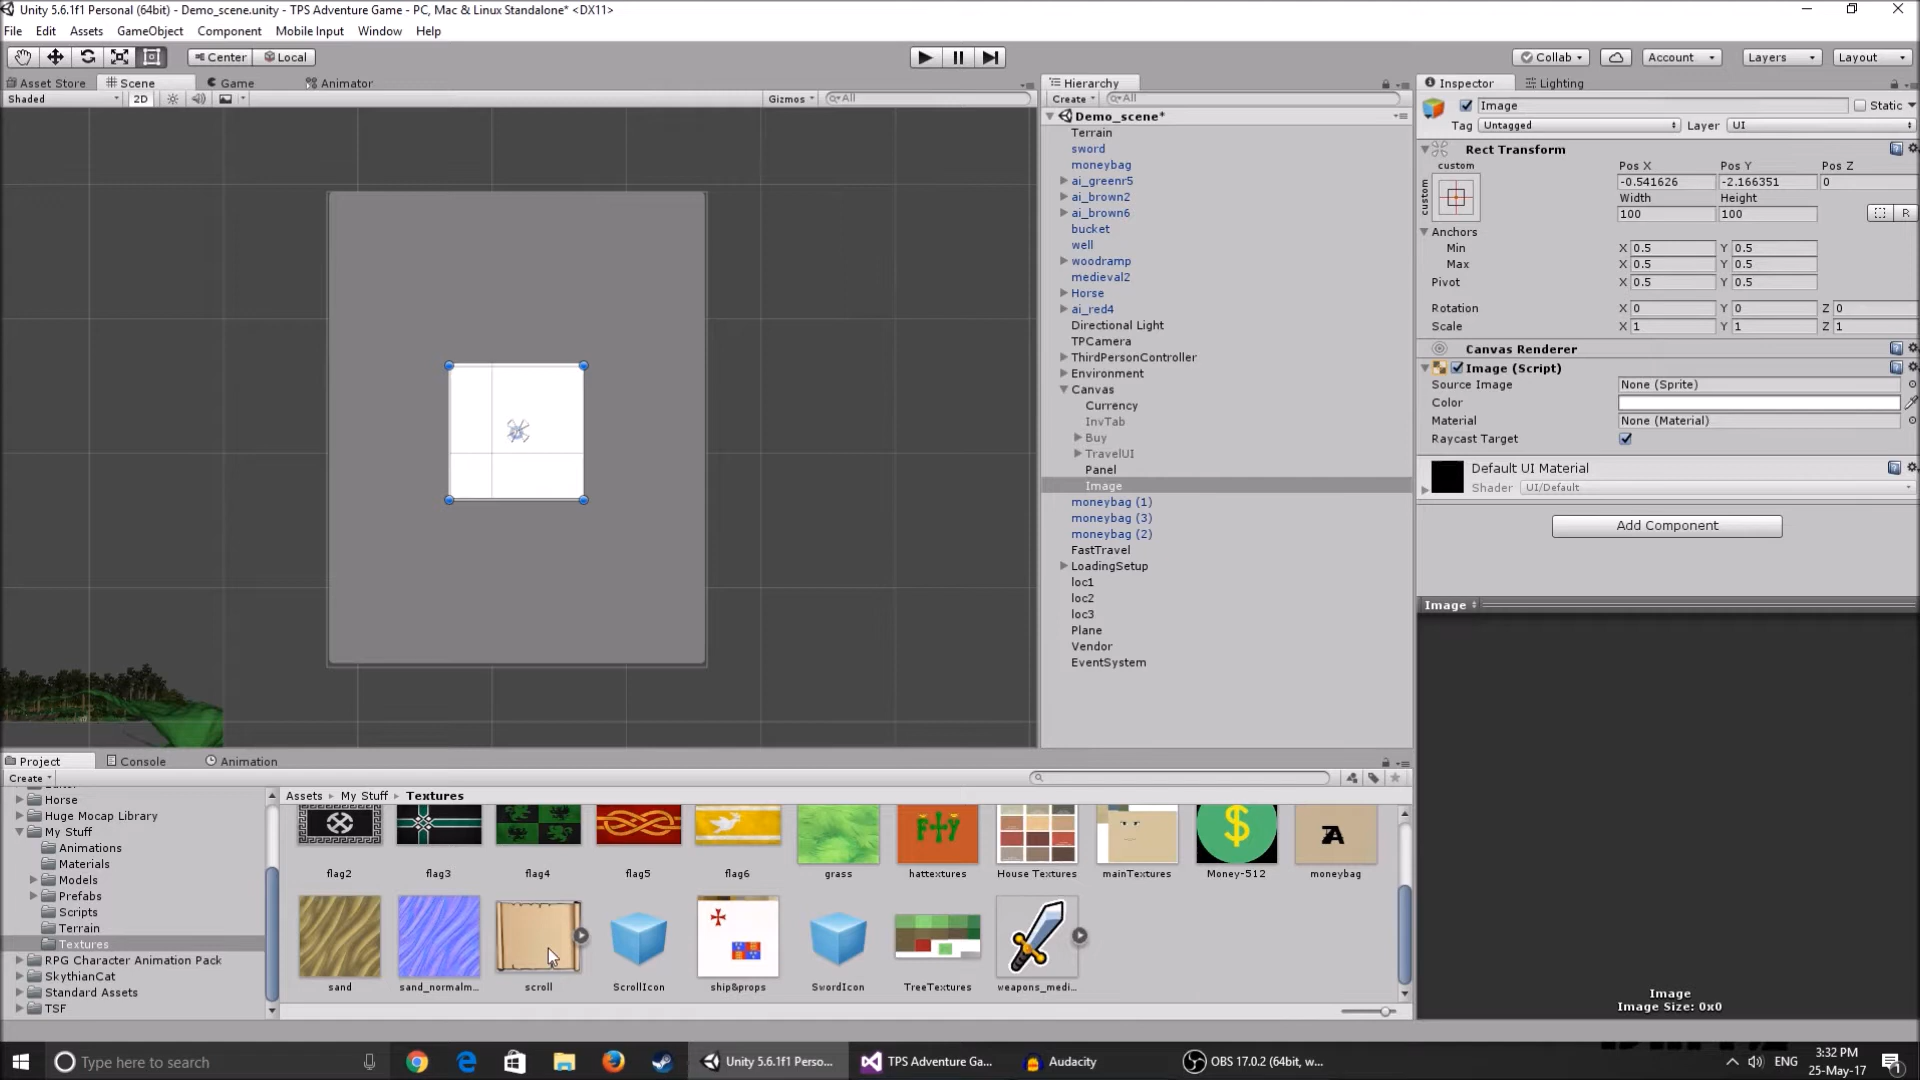 Unity 5.6.1f1 Personal (64bit) - Demo_scene.unity - TPS Adventure Game - PC, Mac & Linux Standalone* <DX11>
File Edit Assets GameObject Component Mobile Input Window Help
Center Local Collab Account Layers Layout
Asset Store Scene Game Animator
Shaded 2D Gizmos All
Hierarchy
Create All
Demo_scene*
Terrain
sword
moneybag
ai_greenr5
ai_brown2
ai_brown6
bucket
well
woodramp
medieval2
Horse
ai_red4
Directional Light
TPCamera
ThirdPersonController
Environment
Canvas
Currency
InvTab
Buy
TravelUI
Panel
Image
moneybag (1)
moneybag (3)
moneybag (2)
FastTravel
LoadingSetup
loc1
loc2
loc3
Plane
Vendor
EventSystem
Inspector Lighting
Image Static
Tag Untagged Layer UI
Rect Transform
custom
custom
Pos X Pos Y Pos Z
-0.541626 -2.166351 0
Width Height
100 100 R
Anchors
Min X 0.5 Y 0.5
Max X 0.5 Y 0.5
Pivot X 0.5 Y 0.5
Rotation X 0 Y 0 Z 0
Scale X 1 Y 1 Z 1
Canvas Renderer
Image (Script)
Source Image None (Sprite)
Color
Material None (Material)
Raycast Target
Default UI Material
Shader UI/Default
Add Component
Image
Image
Image Size: 0x0
Project Console Animation
Create
Horse
Huge Mocap Library
My Stuff
Animations
Materials
Models
Prefabs
Scripts
Terrain
Textures
RPG Character Animation Pack
SkythianCat
Standard Assets
TSF
Assets My Stuff Textures
flag2 flag3 flag4 flag5 flag6 grass hattextures House Textures mainTextures Money-512 moneybag
sand sand_normalm... scroll ScrollIcon ship&props SwordIcon TreeTextures weapons_medi...
Type here to search
Unity 5.6.1f1 Perso...
TPS Adventure Ga...
Audacity
OBS 17.0.2 (64bit, w...
ENG
3:32 PM
25-May-17